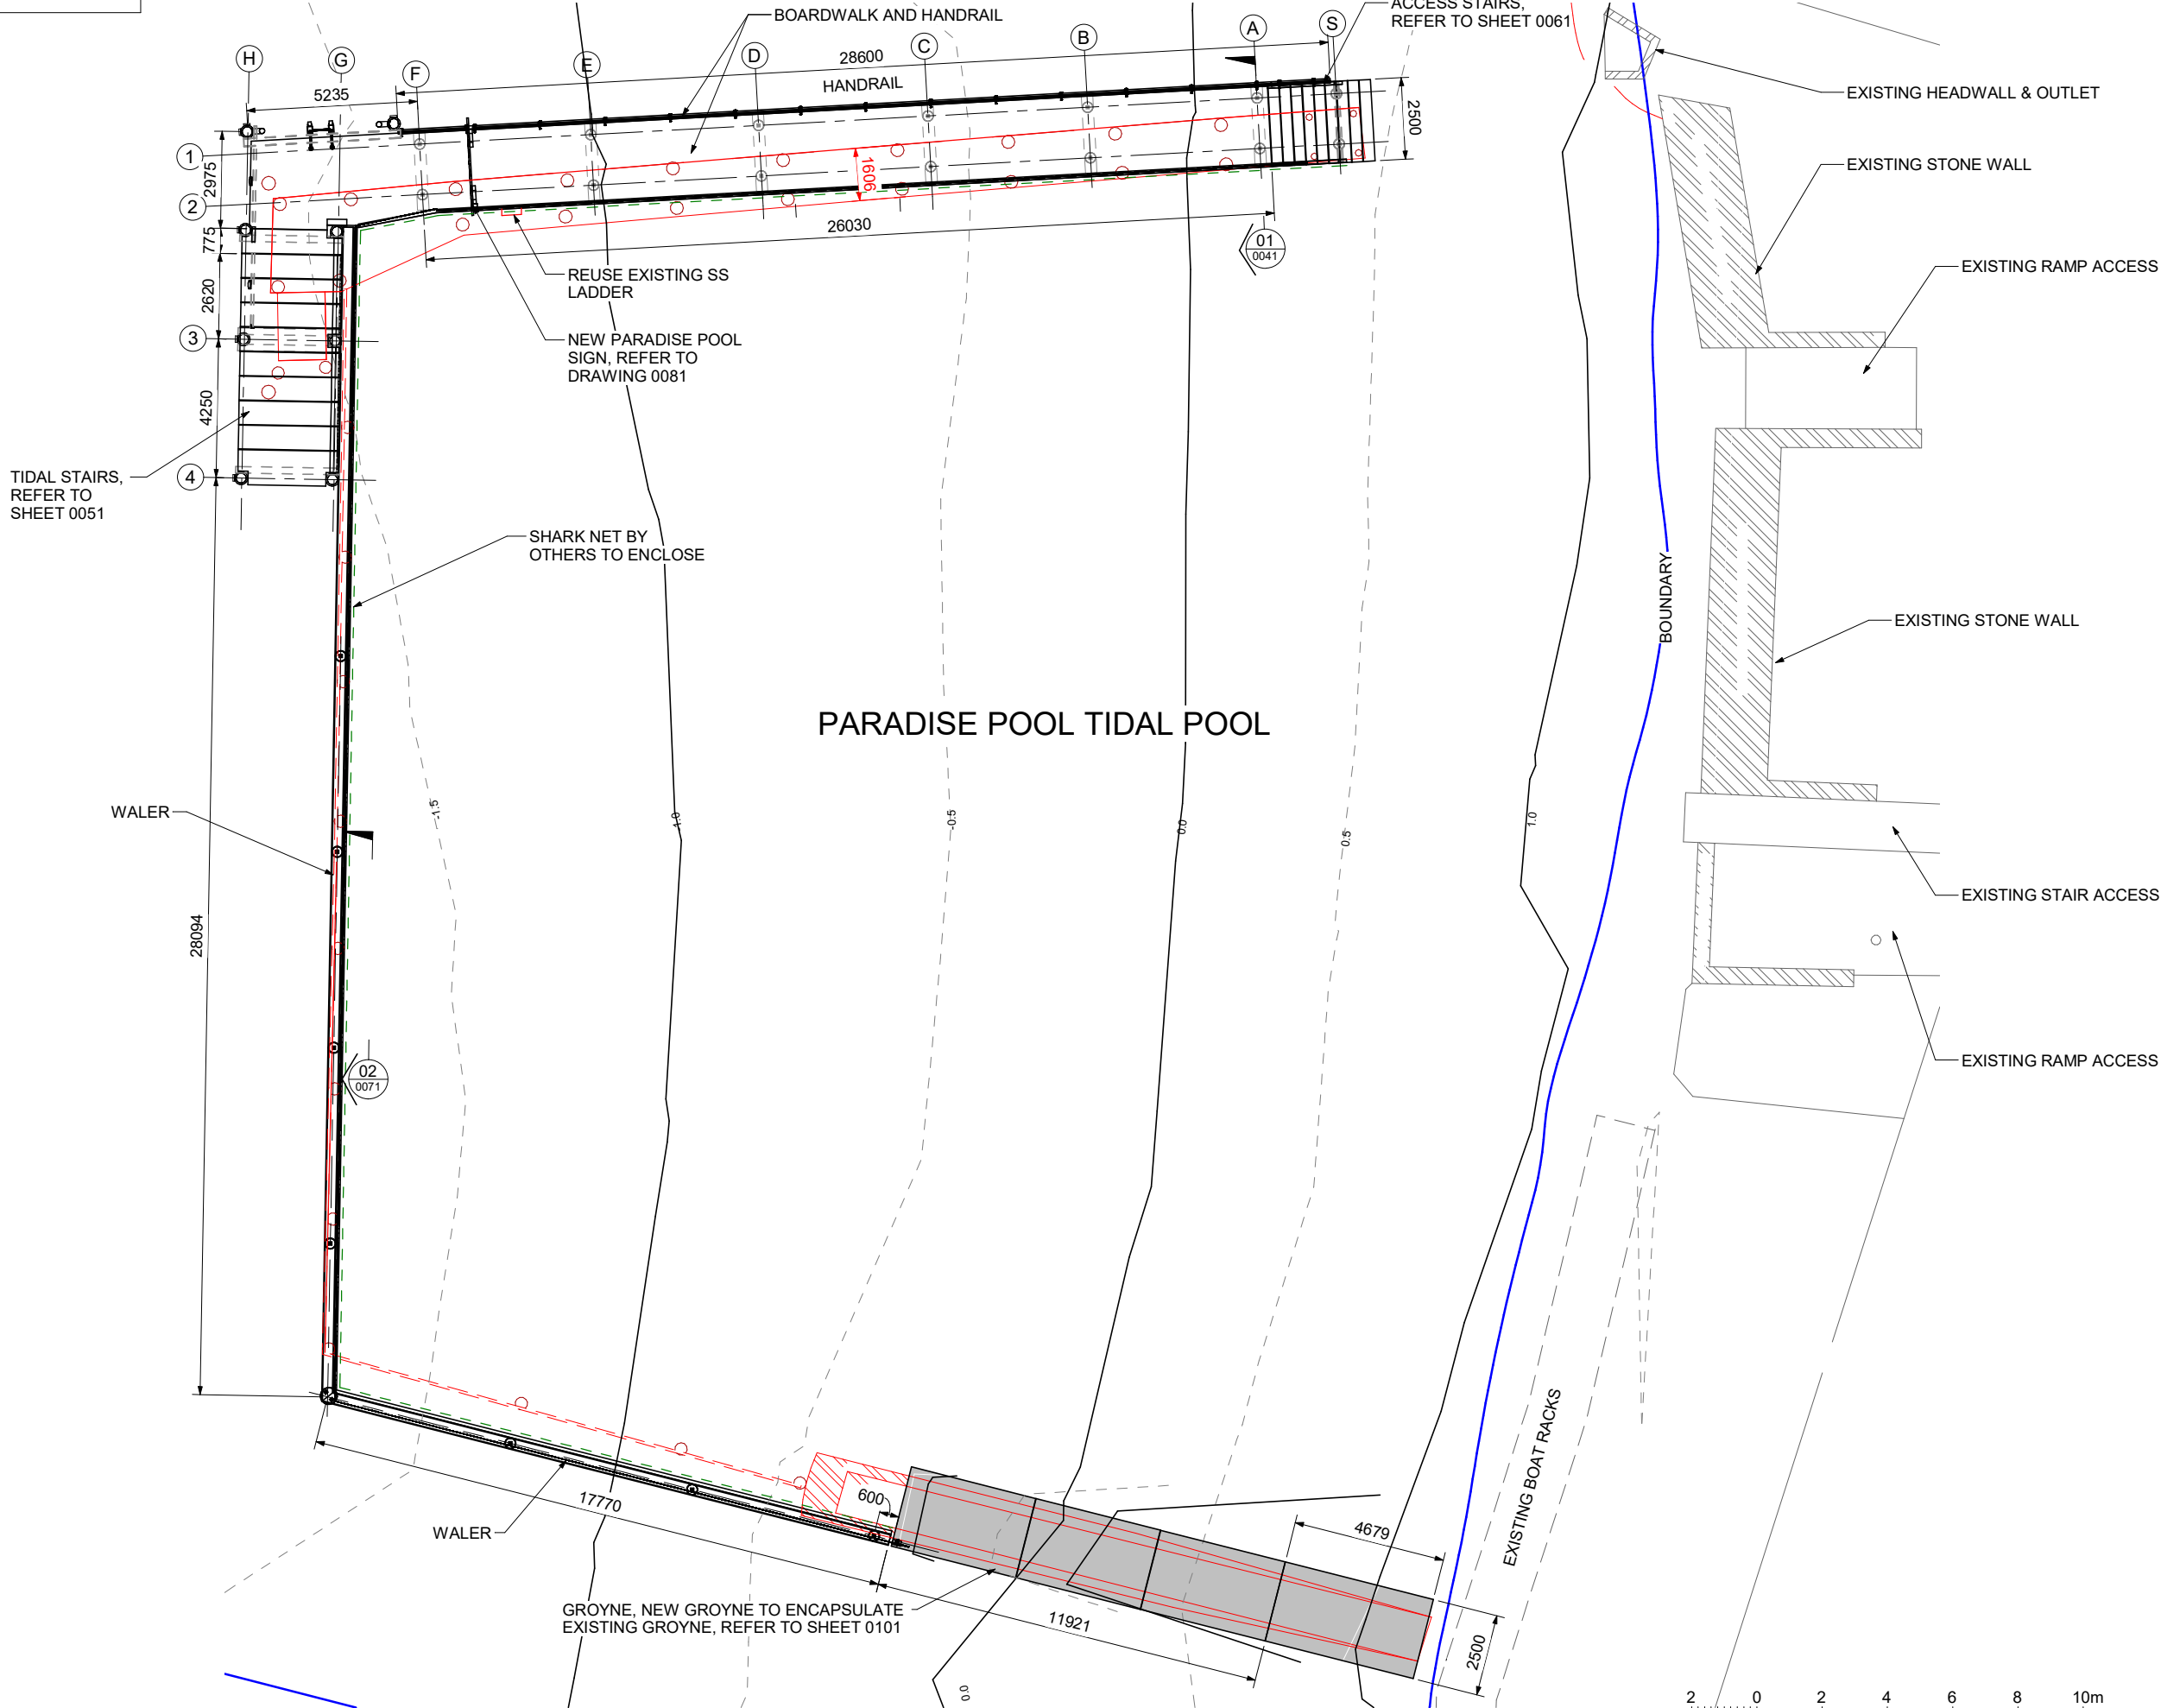 BOARDWALK AND HANDRAIL
ACCESS STAIRS,
REFER TO SHEET 0061
H
G
F
E
D
C
B
A
S
28600
HANDRAIL
5235
2500
EXISTING HEADWALL & OUTLET
1
2975
2
775
1606
26030
01
0041
EXISTING STONE WALL
EXISTING RAMP ACCESS
REUSE EXISTING SS
LADDER
2620
3
NEW PARADISE POOL
SIGN, REFER TO
DRAWING 0081
4250
4
TIDAL STAIRS,
REFER TO
SHEET 0051
SHARK NET BY
OTHERS TO ENCLOSE
BOUNDARY
EXISTING STONE WALL
PARADISE POOL TIDAL POOL
WALER
-1.5
-1.0
-0.5
0.0
0.5
1.0
EXISTING STAIR ACCESS
28094
02
0071
EXISTING RAMP ACCESS
EXISTING BOAT RACKS
17770
600
WALER
4679
GROYNE, NEW GROYNE TO ENCAPSULATE
EXISTING GROYNE, REFER TO SHEET 0101
11921
2500
0.0
2 0 2 4 6 8 10m